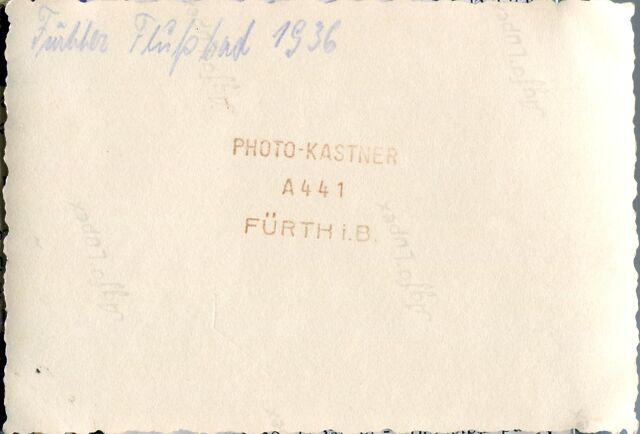 Fürther Flußbad 1936
PHOTO-KASTNER
A441
FÜRTH i.B.
Agfa Lupex
Agfa Lupex
Agfa Lupex
Agfa Lupex